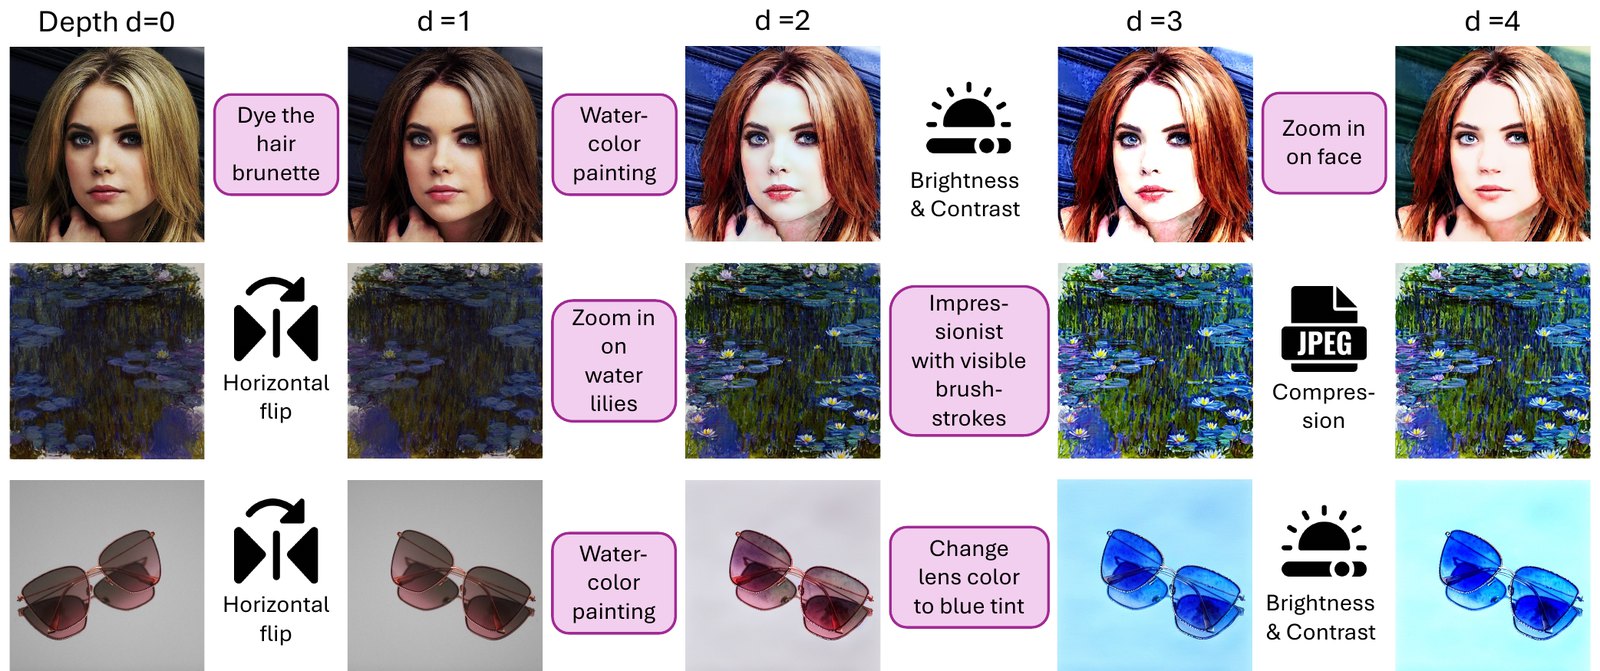 Depth d=0
d =1
d =2
d =3
d =4
Dye the
hair
brunette
Water-
color
painting
Brightness
& Contrast
Zoom in
on face
Horizontal
flip
Zoom in
on
water
lilies
Impres-
sionist
with visible
brush-
strokes
JPEG
Compres-
sion
Horizontal
flip
Water-
color
painting
Change
lens color
to blue tint
Brightness
& Contrast